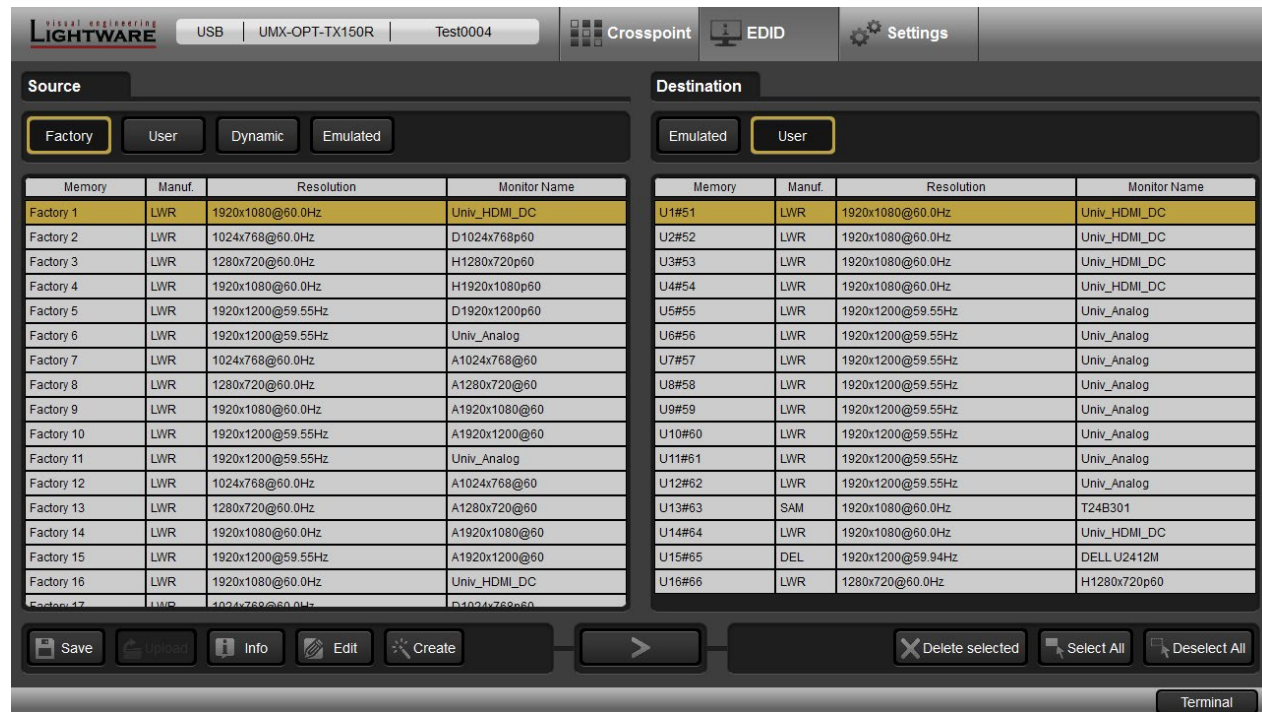 visual engineering
LIGHTWARE
USB | UMX-OPT-TX150R | Test0004
Crosspoint
EDID
Settings
Source
Factory User Dynamic Emulated
Memory Manuf. Resolution Monitor Name
Factory 1 LWR 1920x1080@60.0Hz Univ_HDMI_DC
Factory 2 LWR 1024x768@60.0Hz D1024x768p60
Factory 3 LWR 1280x720@60.0Hz H1280x720p60
Factory 4 LWR 1920x1080@60.0Hz H1920x1080p60
Factory 5 LWR 1920x1200@59.55Hz D1920x1200p60
Factory 6 LWR 1920x1200@59.55Hz Univ_Analog
Factory 7 LWR 1024x768@60.0Hz A1024x768@60
Factory 8 LWR 1280x720@60.0Hz A1280x720@60
Factory 9 LWR 1920x1080@60.0Hz A1920x1080@60
Factory 10 LWR 1920x1200@59.55Hz A1920x1200@60
Factory 11 LWR 1920x1200@59.55Hz Univ_Analog
Factory 12 LWR 1024x768@60.0Hz A1024x768@60
Factory 13 LWR 1280x720@60.0Hz A1280x720@60
Factory 14 LWR 1920x1080@60.0Hz A1920x1080@60
Factory 15 LWR 1920x1200@59.55Hz A1920x1200@60
Factory 16 LWR 1920x1080@60.0Hz Univ_HDMI_DC
Factory 17 LWR 1024x768@60.0Hz D1024x768p60
Destination
Emulated User
Memory Manuf. Resolution Monitor Name
U1#51 LWR 1920x1080@60.0Hz Univ_HDMI_DC
U2#52 LWR 1920x1080@60.0Hz Univ_HDMI_DC
U3#53 LWR 1920x1080@60.0Hz Univ_HDMI_DC
U4#54 LWR 1920x1080@60.0Hz Univ_HDMI_DC
U5#55 LWR 1920x1200@59.55Hz Univ_Analog
U6#56 LWR 1920x1200@59.55Hz Univ_Analog
U7#57 LWR 1920x1200@59.55Hz Univ_Analog
U8#58 LWR 1920x1200@59.55Hz Univ_Analog
U9#59 LWR 1920x1200@59.55Hz Univ_Analog
U10#60 LWR 1920x1200@59.55Hz Univ_Analog
U11#61 LWR 1920x1200@59.55Hz Univ_Analog
U12#62 LWR 1920x1200@59.55Hz Univ_Analog
U13#63 SAM 1920x1080@60.0Hz T24B301
U14#64 LWR 1920x1080@60.0Hz Univ_HDMI_DC
U15#65 DEL 1920x1200@59.94Hz DELL U2412M
U16#66 LWR 1280x720@60.0Hz H1280x720p60
Save Upload Info Edit Create > Delete selected Select All Deselect All
Terminal